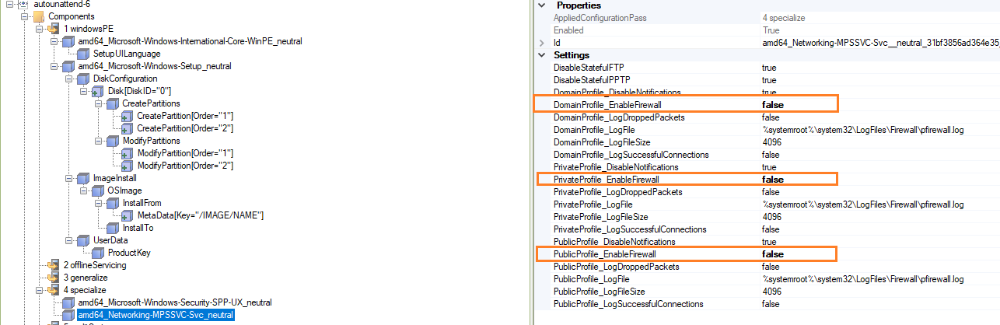 autounattend-6
Components
1 windowsPE
amd64_Microsoft-Windows-International-Core-WinPE_neutral
SetupUILanguage
amd64_Microsoft-Windows-Setup_neutral
DiskConfiguration
Disk[DiskID="0"]
CreatePartitions
CreatePartition[Order="1"]
CreatePartition[Order="2"]
ModifyPartitions
ModifyPartition[Order="1"]
ModifyPartition[Order="2"]
ImageInstall
OSImage
InstallFrom
MetaData[Key="/IMAGE/NAME"]
InstallTo
UserData
ProductKey
2 offlineServicing
3 generalize
4 specialize
amd64_Microsoft-Windows-Security-SPP-UX_neutral
amd64_Networking-MPSSVC-Svc_neutral
Properties
AppliedConfigurationPass 4 specialize
Enabled True
Id amd64_Networking-MPSSVC-Svc__neutral_31bf3856ad364e35_
Settings
DisableStatefulFTP true
DisableStatefulPPTP true
DomainProfile_DisableNotifications true
DomainProfile_EnableFirewall false
DomainProfile_LogDroppedPackets false
DomainProfile_LogFile %systemroot%\system32\LogFiles\Firewall\pfirewall.log
DomainProfile_LogFileSize 4096
DomainProfile_LogSuccessfulConnections false
PrivateProfile_DisableNotifications true
PrivateProfile_EnableFirewall false
PrivateProfile_LogDroppedPackets false
PrivateProfile_LogFile %systemroot%\system32\LogFiles\Firewall\pfirewall.log
PrivateProfile_LogFileSize 4096
PrivateProfile_LogSuccessfulConnections false
PublicProfile_DisableNotifications true
PublicProfile_EnableFirewall false
PublicProfile_LogDroppedPackets false
PublicProfile_LogFile %systemroot%\system32\LogFiles\Firewall\pfirewall.log
PublicProfile_LogFileSize 4096
PublicProfile_LogSuccessfulConnections false